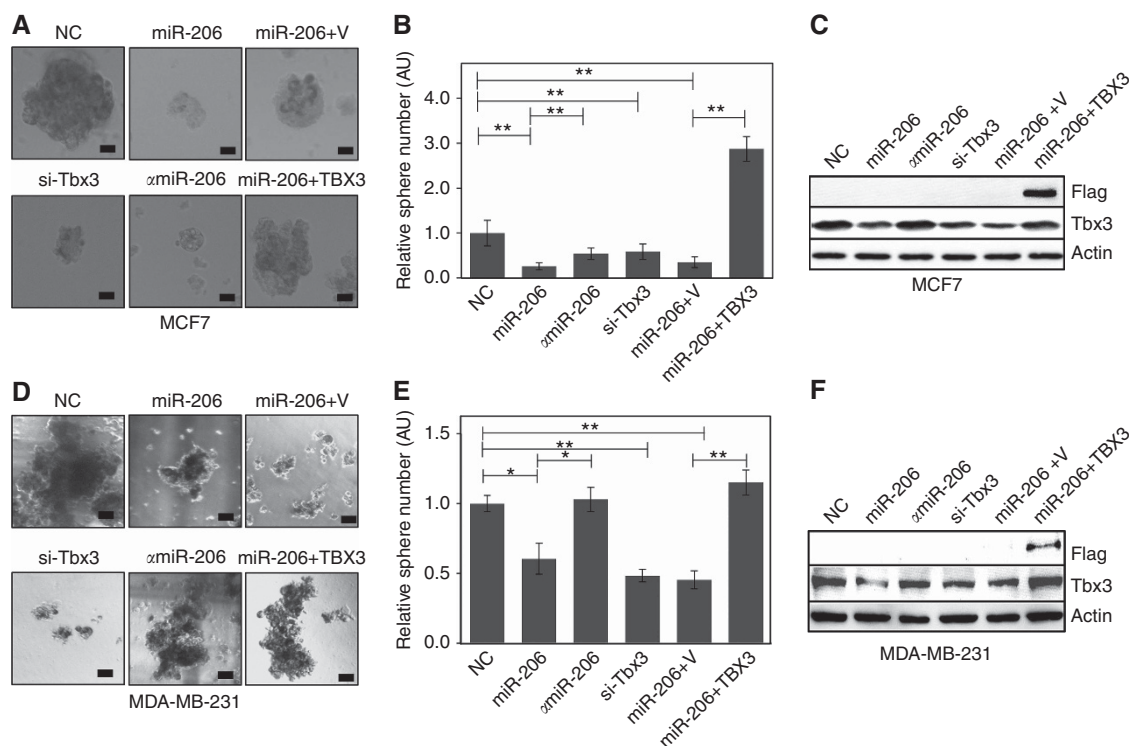 A
NC miR-206 miR-206+V
si-Tbx3 αmiR-206 miR-206+TBX3
MCF7
B
Relative sphere number (AU)
4.0
3.0
2.0
1.0
0.0
**
**
** **
**
NC miR-206 αmiR-206 si-Tbx3 miR-206+V miR-206+TBX3
C
NC miR-206 αmiR-206 si-Tbx3 miR-206 +V miR-206+TBX3
Flag
Tbx3
Actin
MCF7
D
NC miR-206 miR-206+V
si-Tbx3 αmiR-206 miR-206+TBX3
MDA-MB-231
E
Relative sphere number (AU)
1.5
1.0
0.5
0.0
**
**
* **
*
NC miR-206 αmiR-206 si-Tbx3 miR-206+V miR-206+TBX3
F
NC miR-206 αmiR-206 si-Tbx3 miR-206 +V miR-206+TBX3
Flag
Tbx3
Actin
MDA-MB-231